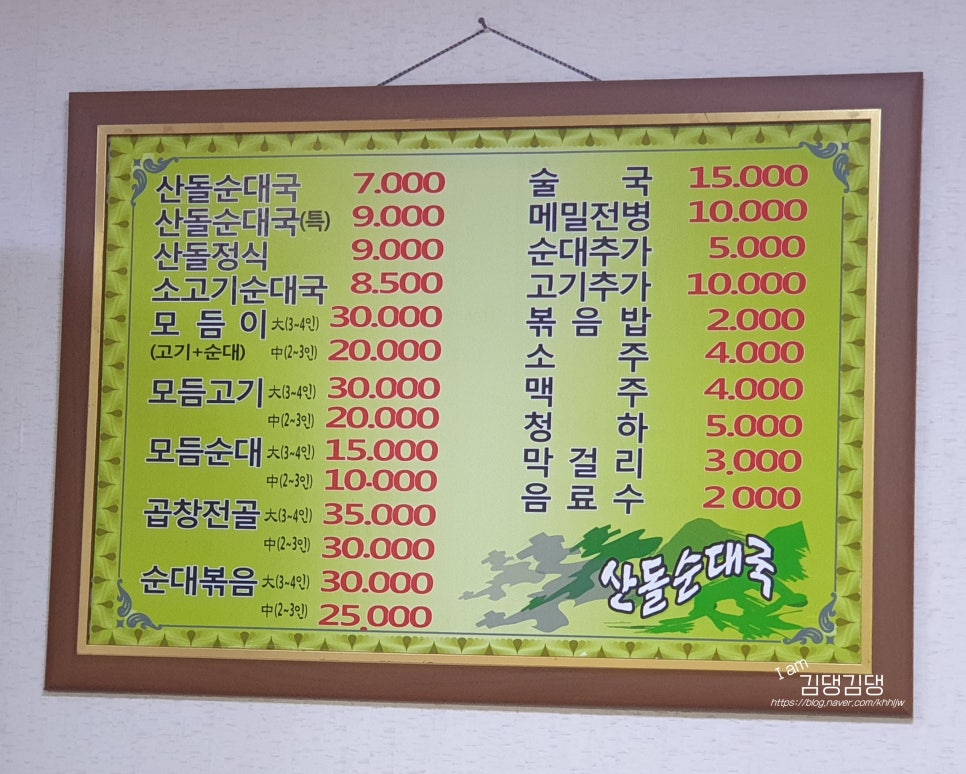 산돌순대국 7.000
산돌순대국(특) 9.000
산돌정식 9.000
소고기순대국 8.500
모듬이 大(3~4인) 30.000
(고기+순대) 中(2~3인) 20.000
모듬고기 大(3~4인) 30.000
中(2~3인) 20.000
모듬순대 大(3~4인) 15.000
中(2~3인) 10.000
곱창전골 大(3~4인) 35.000
中(2~3인) 30.000
순대볶음 大(3~4인) 30.000
中(2~3인) 25.000
술국 15.000
메밀전병 10.000
순대추가 5.000
고기추가 10.000
볶음밥 2.000
소주 4.000
맥주 4.000
청하 5.000
막걸리 3.000
음료수 2 000
산돌순대국
I am
김댕김댕
https://blog.naver.com/khhljw